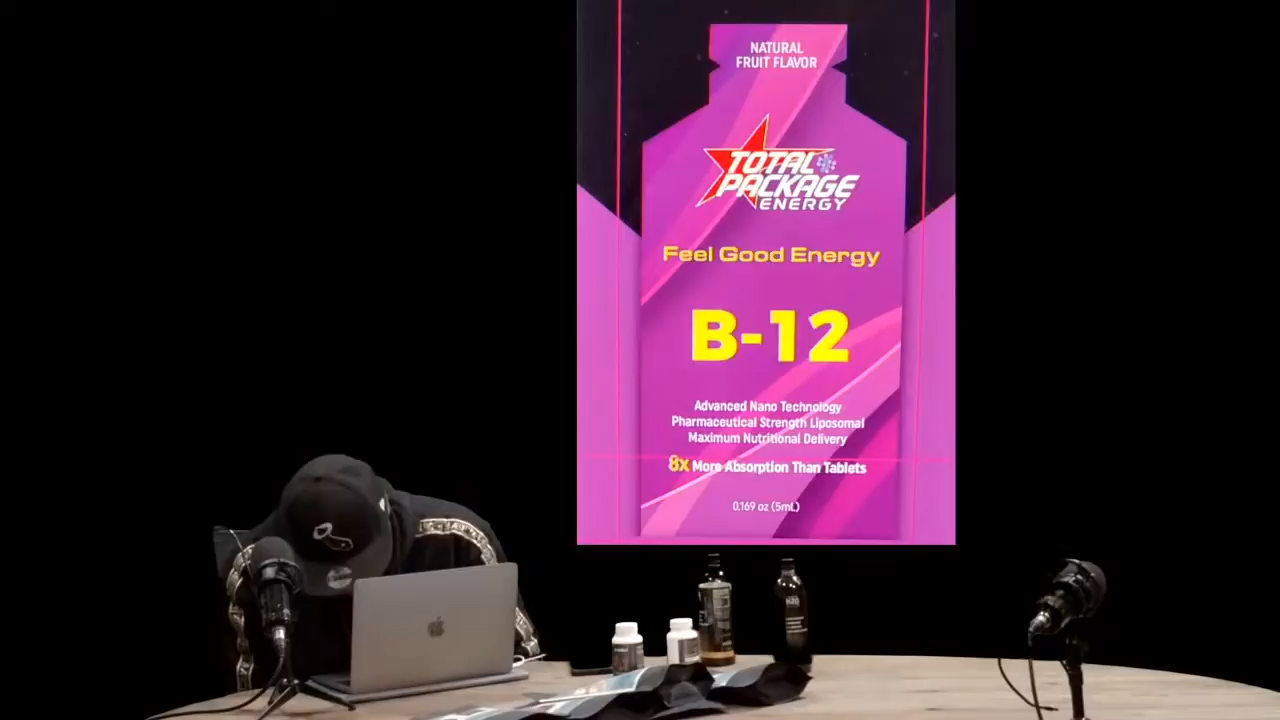 NATURAL
FRUIT FLAVOR
TOTAL
PACKAGE
ENERGY
Feel Good Energy
B-12
Advanced Nano Technology
Pharmaceutical Strength Liposomal
Maximum Nutritional Delivery
8x More Absorption Than Tablets
0.169 oz (5mL)